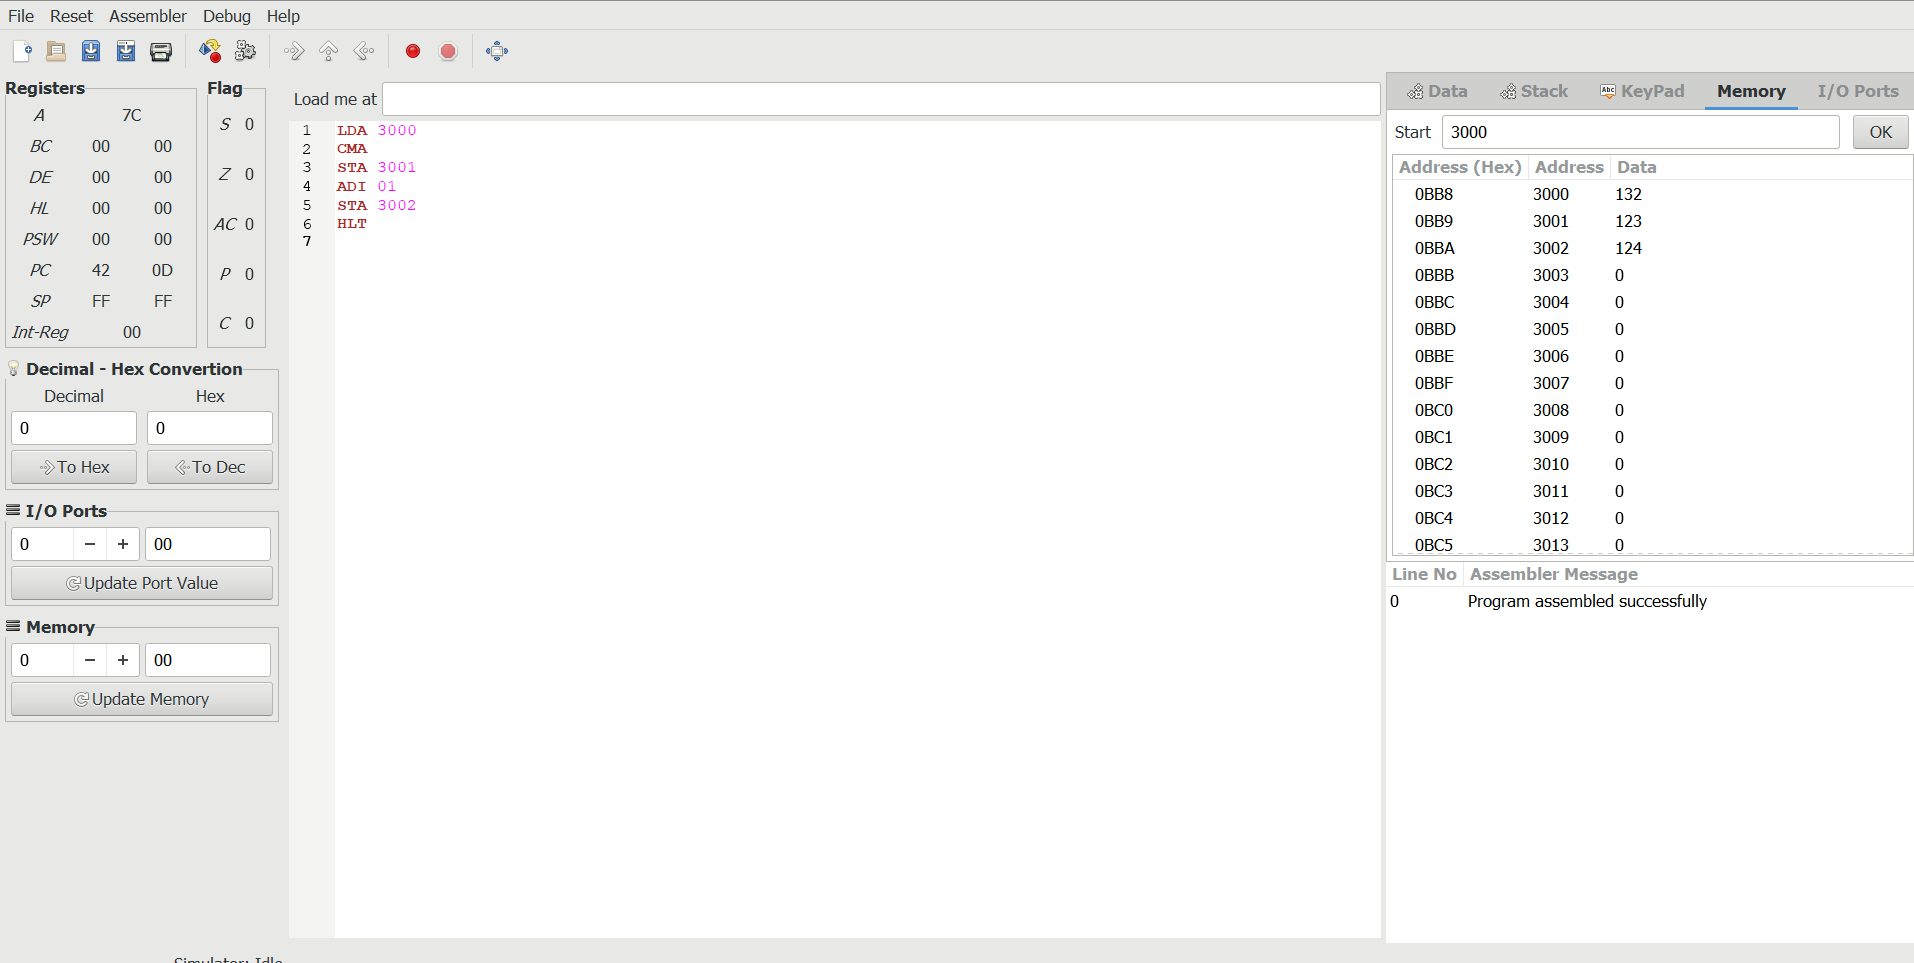 File Reset Assembler Debug Help
Registers
A 7C
BC 00 00
DE 00 00
HL 00 00
PSW 00 00
PC 42 0D
SP FF FF
Int-Reg 00
Flag
S 0
Z 0
AC 0
P 0
C 0
Decimal - Hex Convertion
Decimal Hex
0 0
To Hex To Dec
I/O Ports
0 − + 00
Update Port Value
Memory
0 − + 00
Update Memory
Load me at
1 LDA 3000
2 CMA
3 STA 3001
4 ADI 01
5 STA 3002
6 HLT
7
Data Stack Abc KeyPad Memory I/O Ports
Start 3000 OK
Address (Hex) Address Data
0BB8 3000 132
0BB9 3001 123
0BBA 3002 124
0BBB 3003 0
0BBC 3004 0
0BBD 3005 0
0BBE 3006 0
0BBF 3007 0
0BC0 3008 0
0BC1 3009 0
0BC2 3010 0
0BC3 3011 0
0BC4 3012 0
0BC5 3013 0
Line No Assembler Message
0 Program assembled successfully
Simulator: Idle